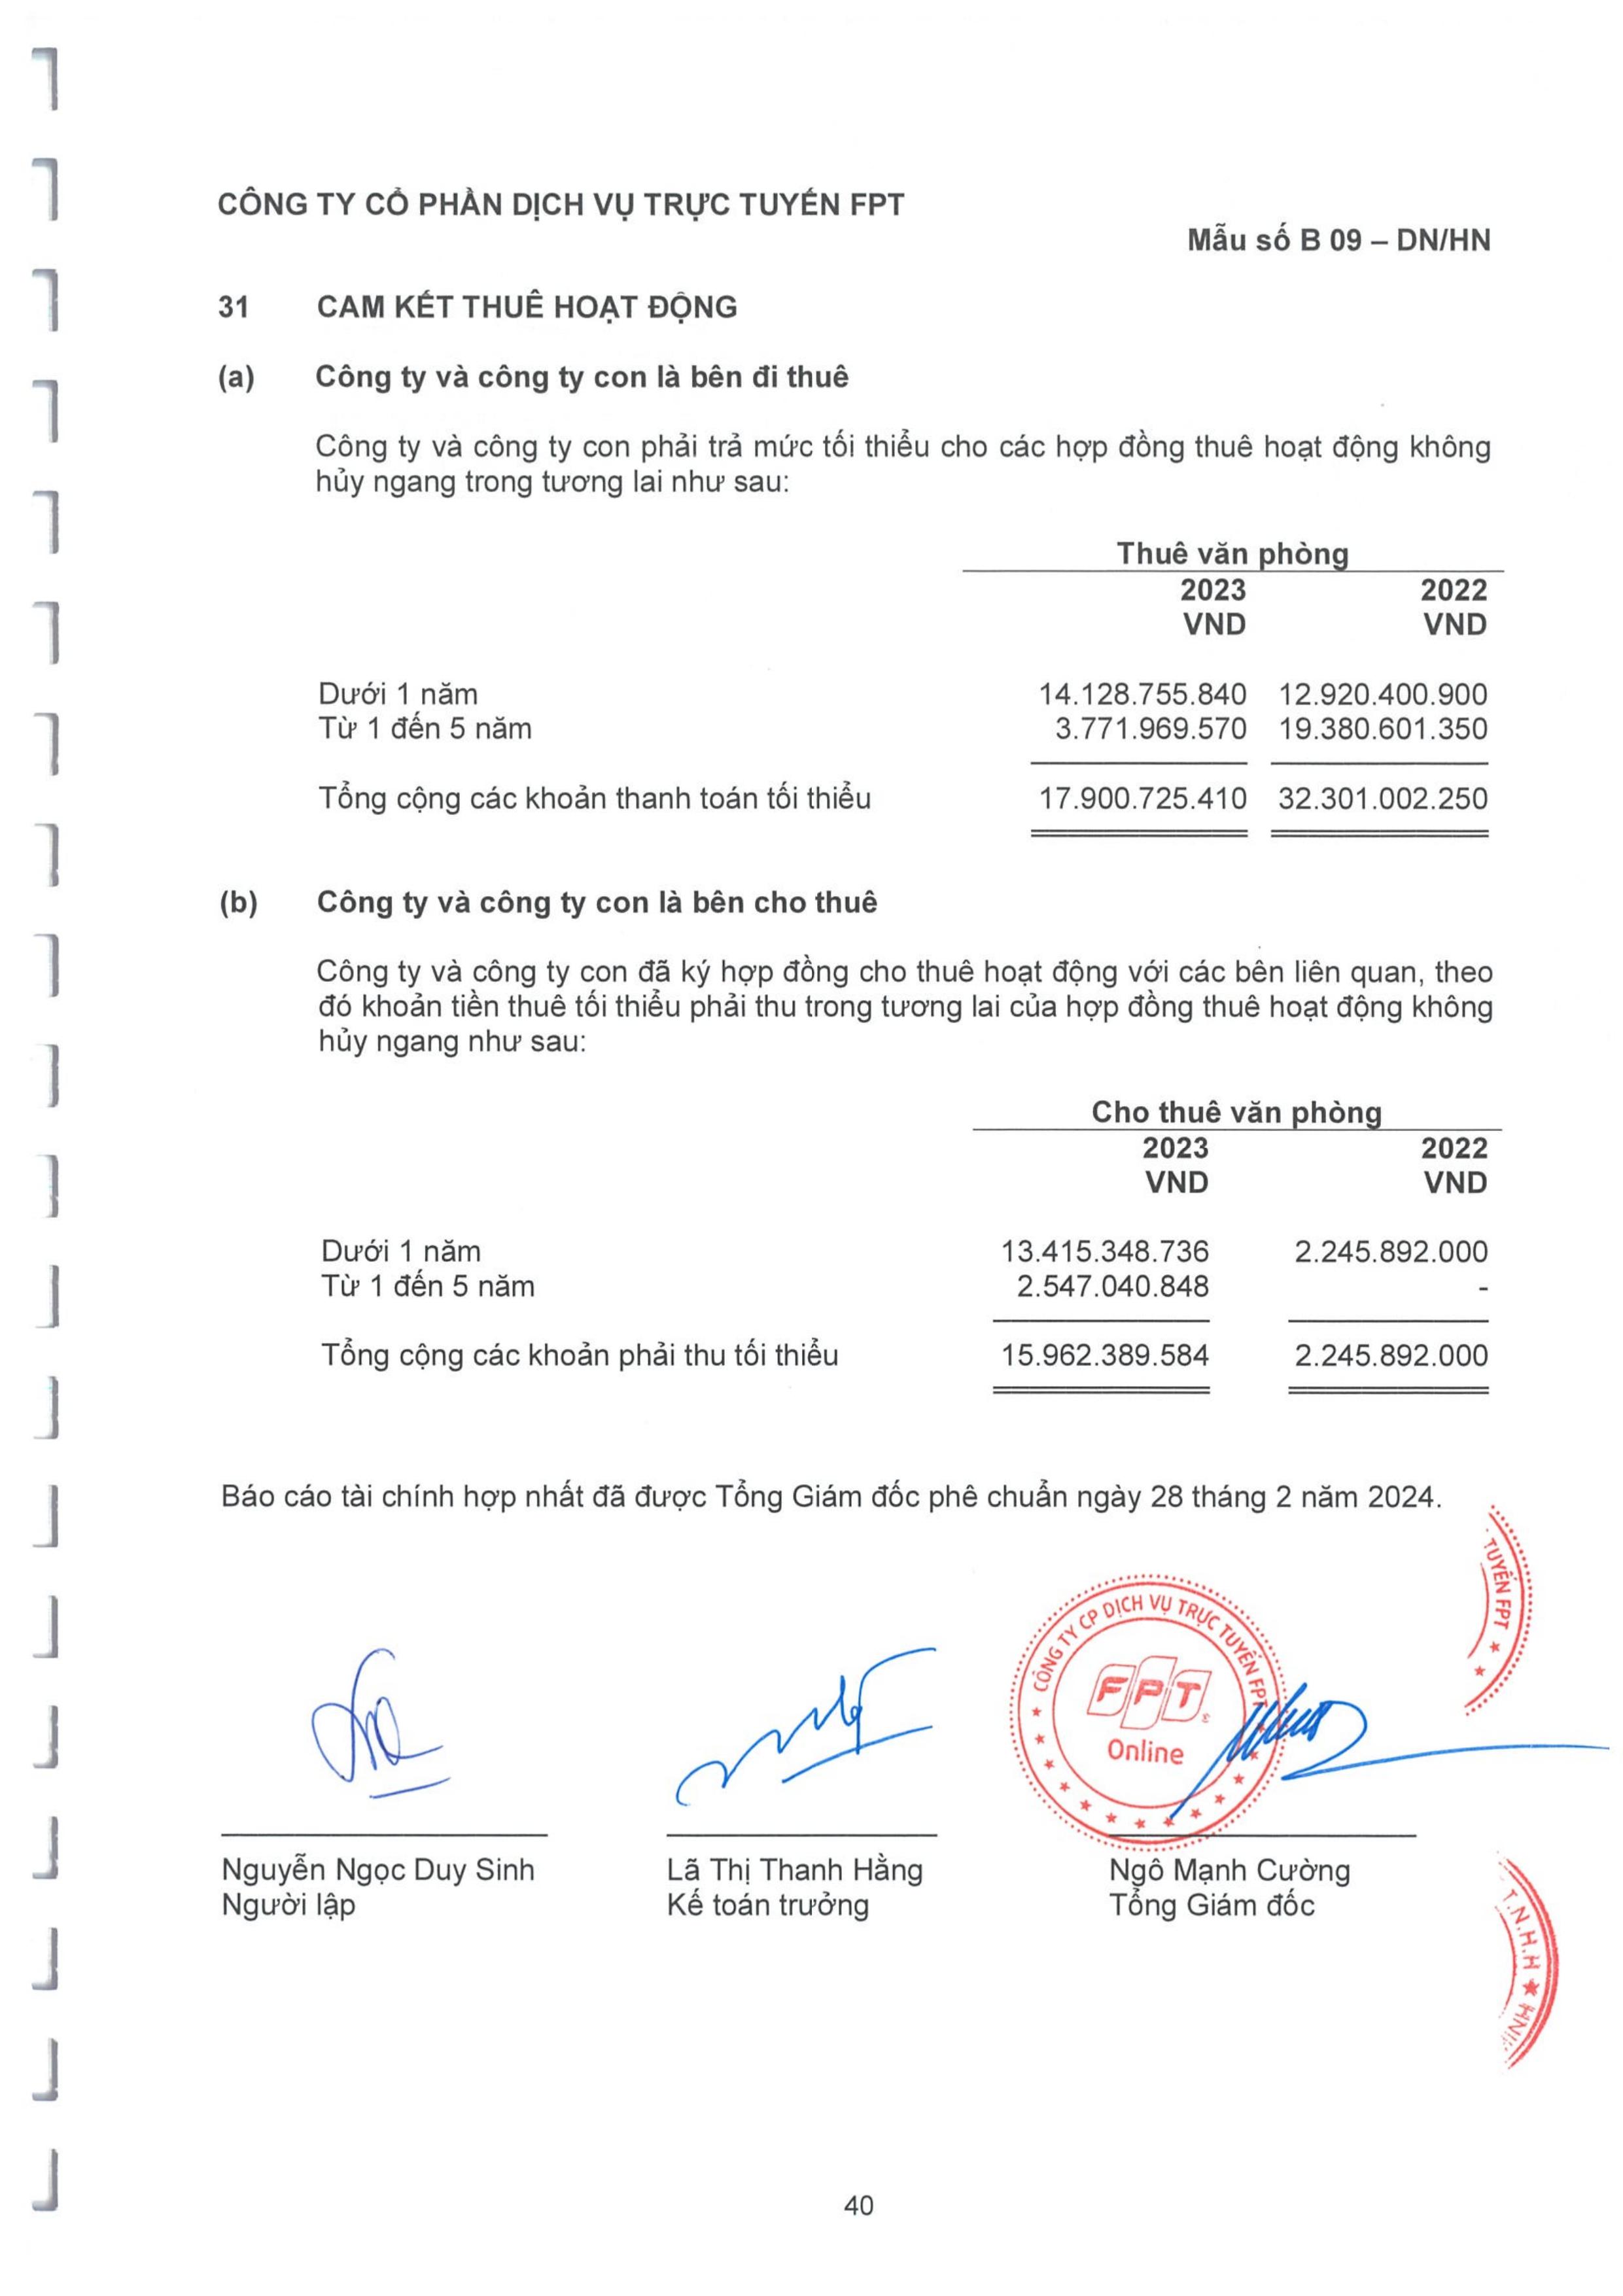 CÔNG TY CỔ PHẦN DỊCH VỤ TRỰC TUYẾN FPT
Mẫu số B 09 – DN/HN
31 CAM KẾT THUÊ HOẠT ĐỘNG
(a) Công ty và công ty con là bên đi thuê
Công ty và công ty con phải trả mức tối thiểu cho các hợp đồng thuê hoạt động không
hủy ngang trong tương lai như sau:
Thuê văn phòng
2023 2022
VND VND
Dưới 1 năm 14.128.755.840 12.920.400.900
Từ 1 đến 5 năm 3.771.969.570 19.380.601.350
Tổng cộng các khoản thanh toán tối thiểu 17.900.725.410 32.301.002.250
(b) Công ty và công ty con là bên cho thuê
Công ty và công ty con đã ký hợp đồng cho thuê hoạt động với các bên liên quan, theo
đó khoản tiền thuê tối thiểu phải thu trong tương lai của hợp đồng thuê hoạt động không
hủy ngang như sau:
Cho thuê văn phòng
2023 2022
VND VND
Dưới 1 năm 13.415.348.736 2.245.892.000
Từ 1 đến 5 năm 2.547.040.848 -
Tổng cộng các khoản phải thu tối thiểu 15.962.389.584 2.245.892.000
Báo cáo tài chính hợp nhất đã được Tổng Giám đốc phê chuẩn ngày 28 tháng 2 năm 2024.
TUYẾN FPT
CÔNG TY CP DỊCH VỤ TRỰC TUYẾN FPT
FPT
Online
Nguyễn Ngọc Duy Sinh Lã Thị Thanh Hằng Ngô Mạnh Cường
Người lập Kế toán trưởng Tổng Giám đốc
T.N.H.H
40